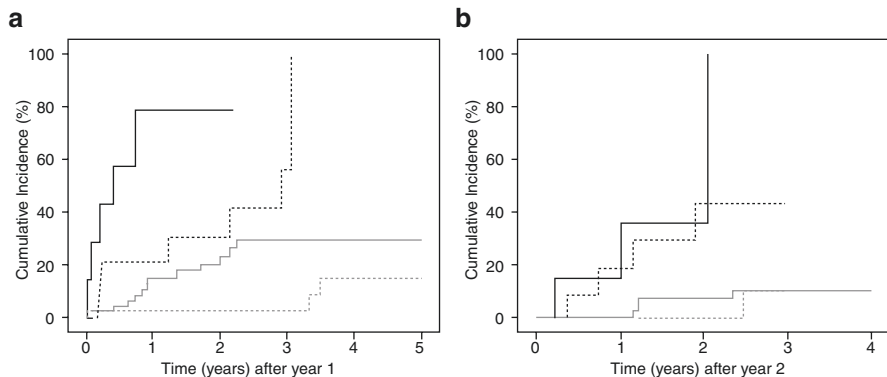 a
100
80
60
40
20
0
Cumulative Incidence (%)
0 1 2 3 4 5
Time (years) after year 1
b
100
80
60
40
20
0
Cumulative Incidence (%)
0 1 2 3 4
Time (years) after year 2